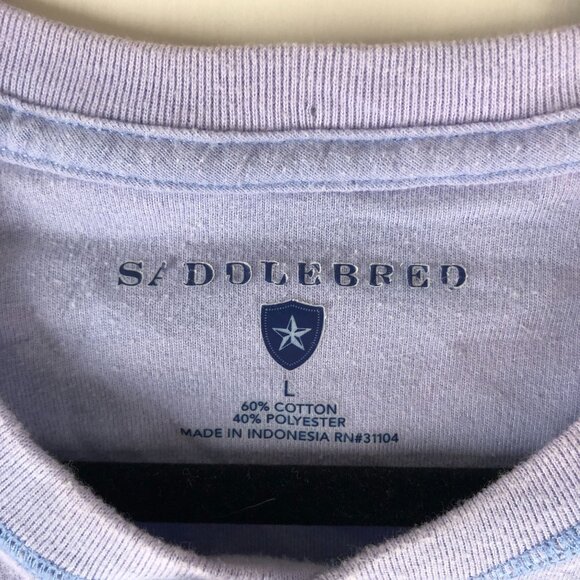 SADDLEBRED
L
60% COTTON
40% POLYESTER
MADE IN INDONESIA RN#31104